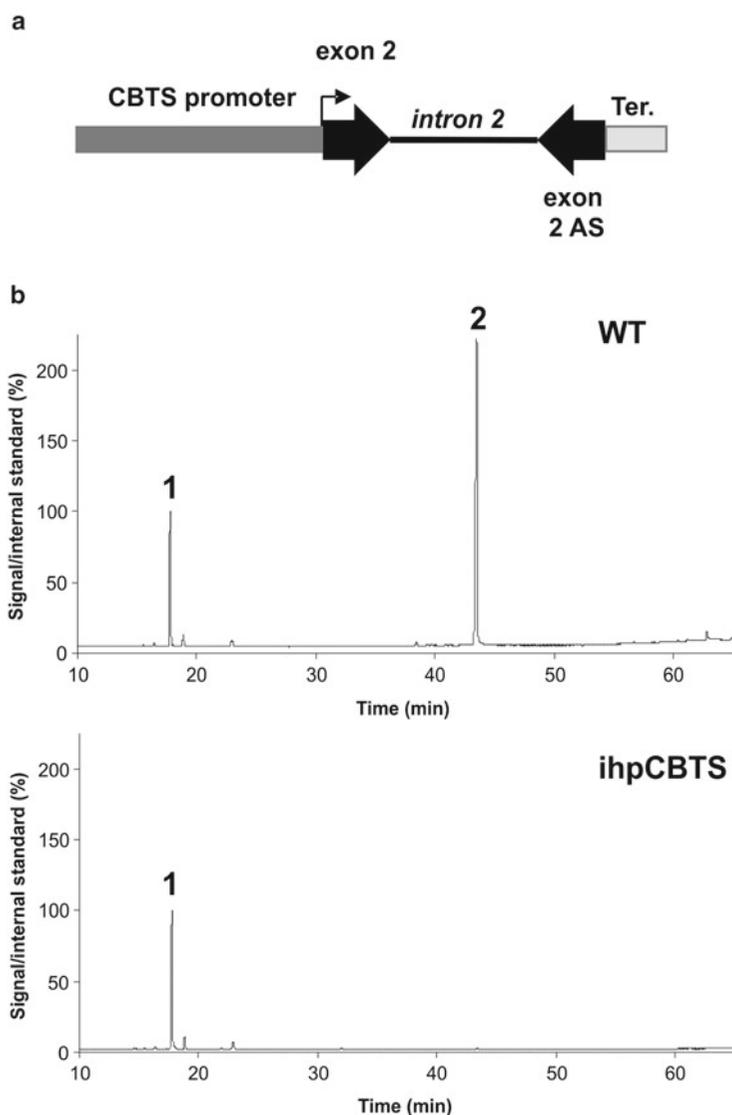 a
exon 2
CBTS promoter
intron 2
Ter.
exon
2 AS
b
WT
Signal/internal standard (%)
200
150
100
50
0
1
2
10 20 30 40 50 60
Time (min)
ihpCBTS
Signal/internal standard (%)
200
150
100
50
0
1
10 20 30 40 50 60
Time (min)